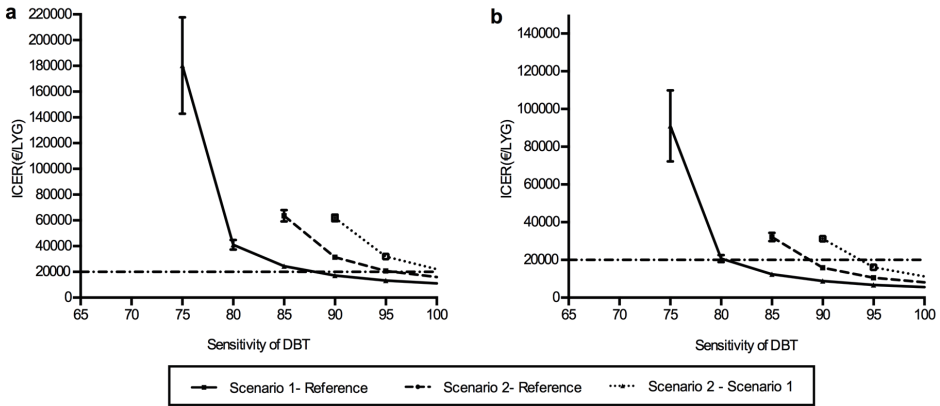 a
220000
200000
180000
160000
140000
120000
100000
80000
60000
40000
20000
0
ICER(€/LYG)
65 70 75 80 85 90 95 100
Sensitivity of DBT
b
140000
120000
100000
80000
60000
40000
20000
0
ICER(€/LYG)
65 70 75 80 85 90 95 100
Sensitivity of DBT
Scenario 1- Reference Scenario 2- Reference Scenario 2 - Scenario 1